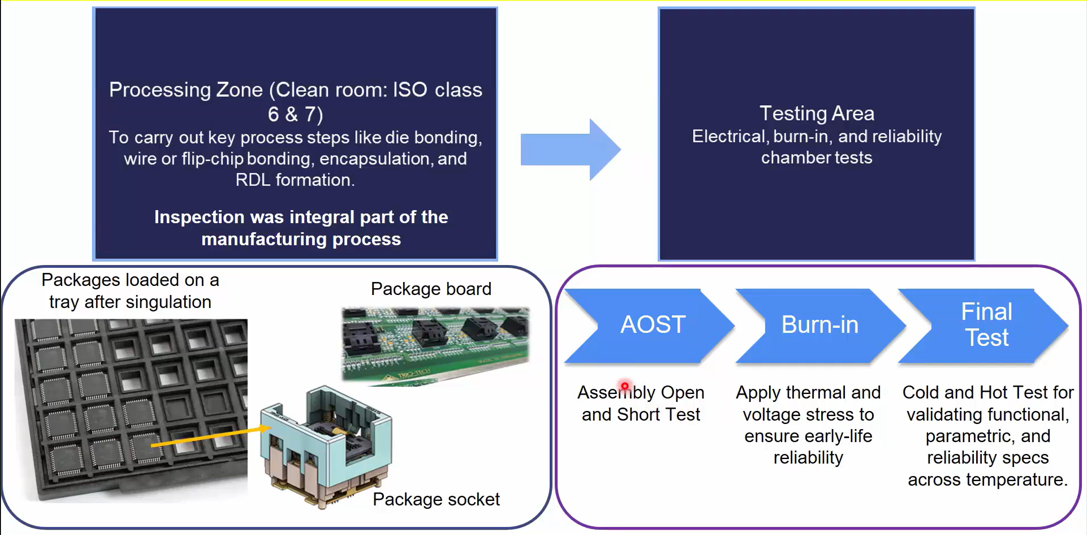 Processing Zone (Clean room: ISO class
6 & 7)
To carry out key process steps like die bonding,
wire or flip-chip bonding, encapsulation, and
RDL formation.
Inspection was integral part of the
manufacturing process
Testing Area
Electrical, burn-in, and reliability
chamber tests
Packages loaded on a
tray after singulation
Package board
Package socket
AOST
Assembly Open
and Short Test
Burn-in
Apply thermal and
voltage stress to
ensure early-life
reliability
Final
Test
Cold and Hot Test for
validating functional,
parametric, and
reliability specs
across temperature.